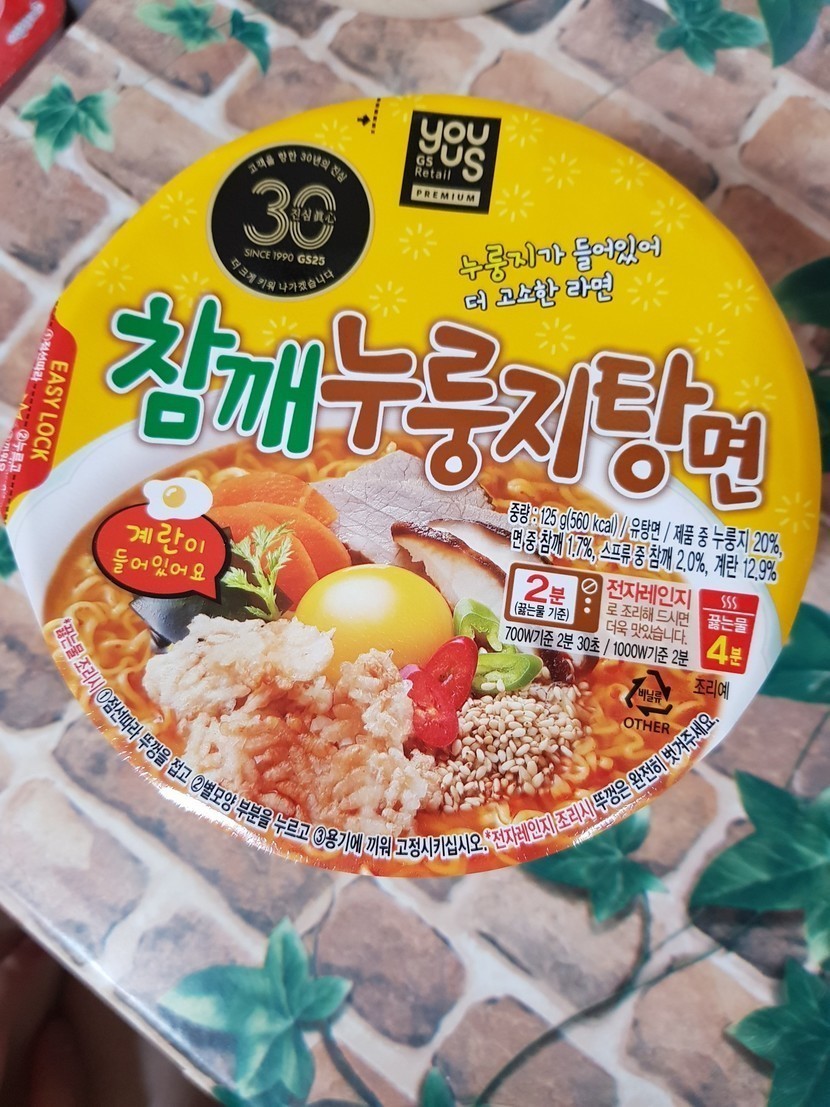 you
us
GS
Retail
PREMIUM
고객을 향한 30년의 진심
30
진심 眞心
SINCE 1990 GS25
더 크게 키워 나가겠습니다
누룽지가 들어있어
더 고소한 라면
참깨누룽지탕면
EASY LOCK
②누르고
계란이
들어있어요
중량 : 125 g(560 kcal) / 유탕면 / 제품 중 누룽지 20%,
면 중 참깨 1.7%, 스프류 중 참깨 2.0%, 계란 12.9%
2분
(끓는물 기준)
전자레인지
로 조리해 드시면
더욱 맛있습니다.
700W기준 2분 30초 / 1000W기준 2분
끓는물
4분
조리예
비닐류
OTHER
*끓는물 조리시 ①점선따라 뚜껑을 접고 ②별모양 부분을 누르고 ③용기에 끼워 고정시키십시오.
*전자레인지 조리시 뚜껑은 완전히 벗겨주세요.